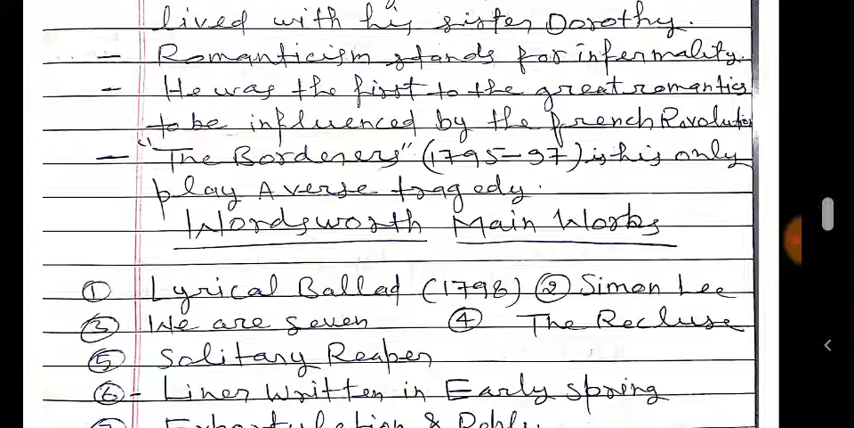 lived with his sister Dorothy.
- Romanticism stands for infermality.
- He was the first to the great romantics
to be influenced by the french Revolution
- "The Borderers" (1795-97) is his only
play A verse tragedy.
Wordsworth Main Works
① Lyrical Ballad (1798) ② Simon Lee
③ We are seven ④ The Recluse
⑤ Solitary Reaper
⑥ - Lines Written in Early spring
⑦ &